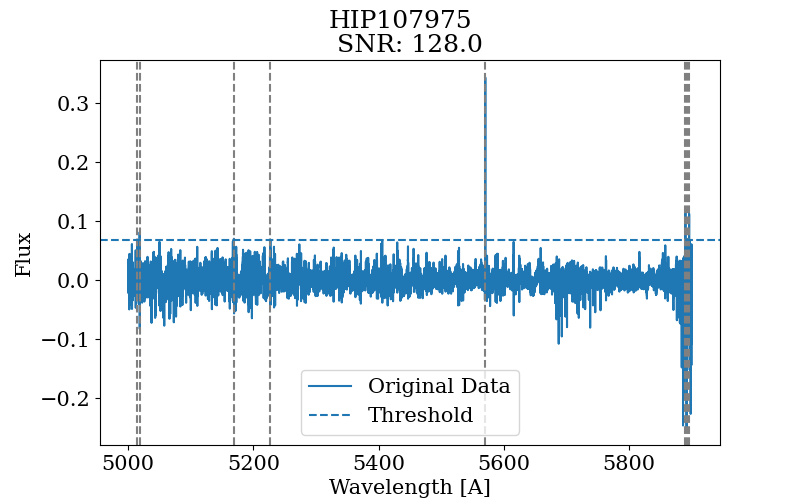 HIP107975
SNR: 128.0
Flux
0.3
0.2
0.1
0.0
−0.1
−0.2
Original Data
Threshold
5000 5200 5400 5600 5800
Wavelength [A]